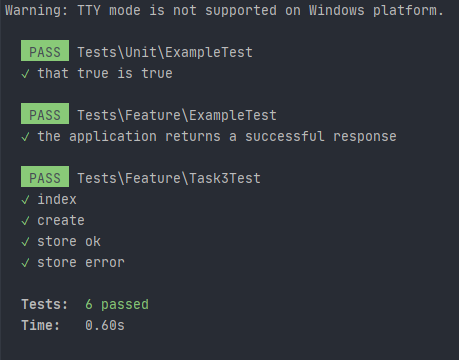 Warning: TTY mode is not supported on Windows platform.
PASS Tests\Unit\ExampleTest
✓ that true is true
PASS Tests\Feature\ExampleTest
✓ the application returns a successful response
PASS Tests\Feature\Task3Test
✓ index
✓ create
✓ store ok
✓ store error
Tests: 6 passed
Time: 0.60s